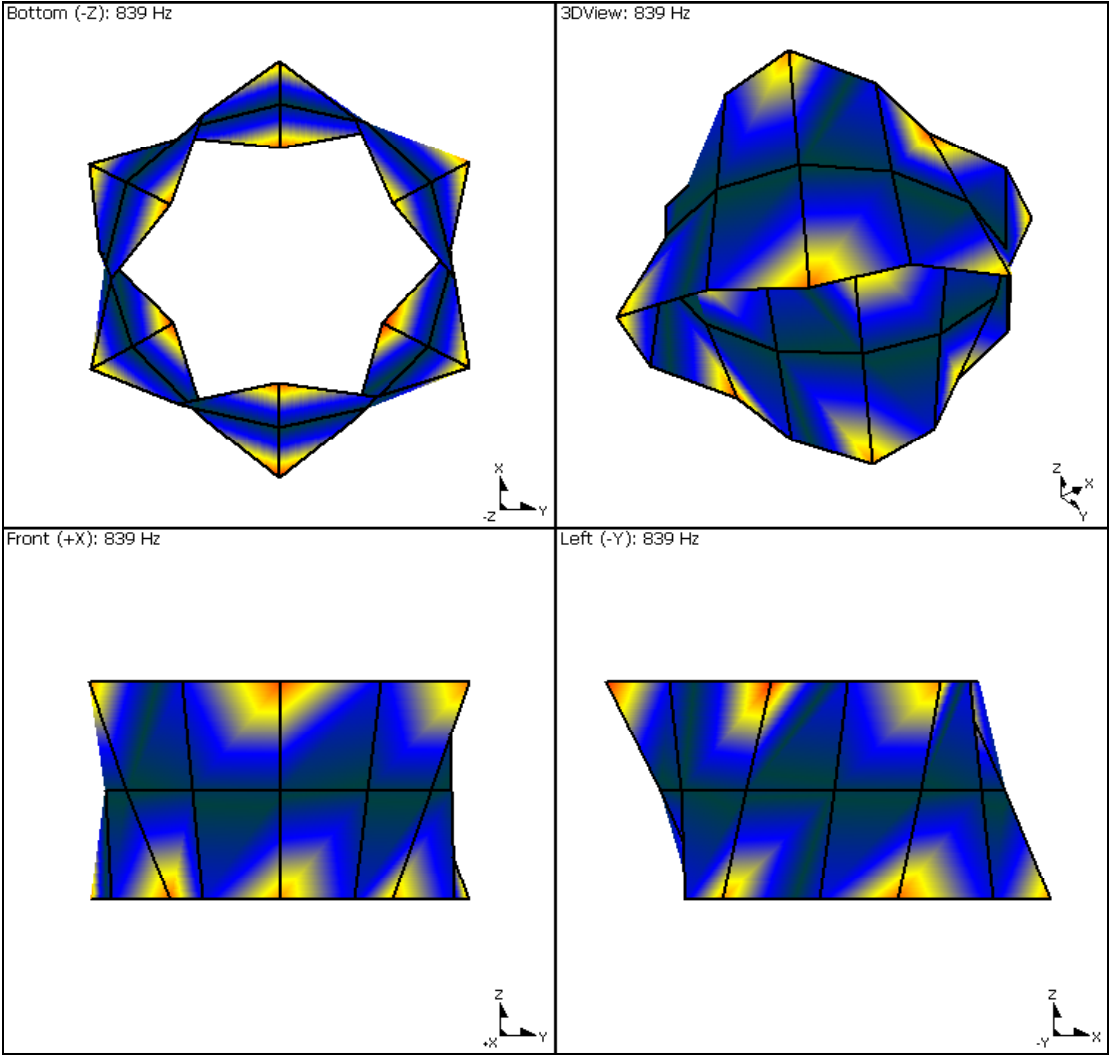 Bottom (-Z): 839 Hz
3DView: 839 Hz
X
-Z
Y
Z
X
Y
Front (+X): 839 Hz
Left (-Y): 839 Hz
Z
+X
Y
Z
-Y
X